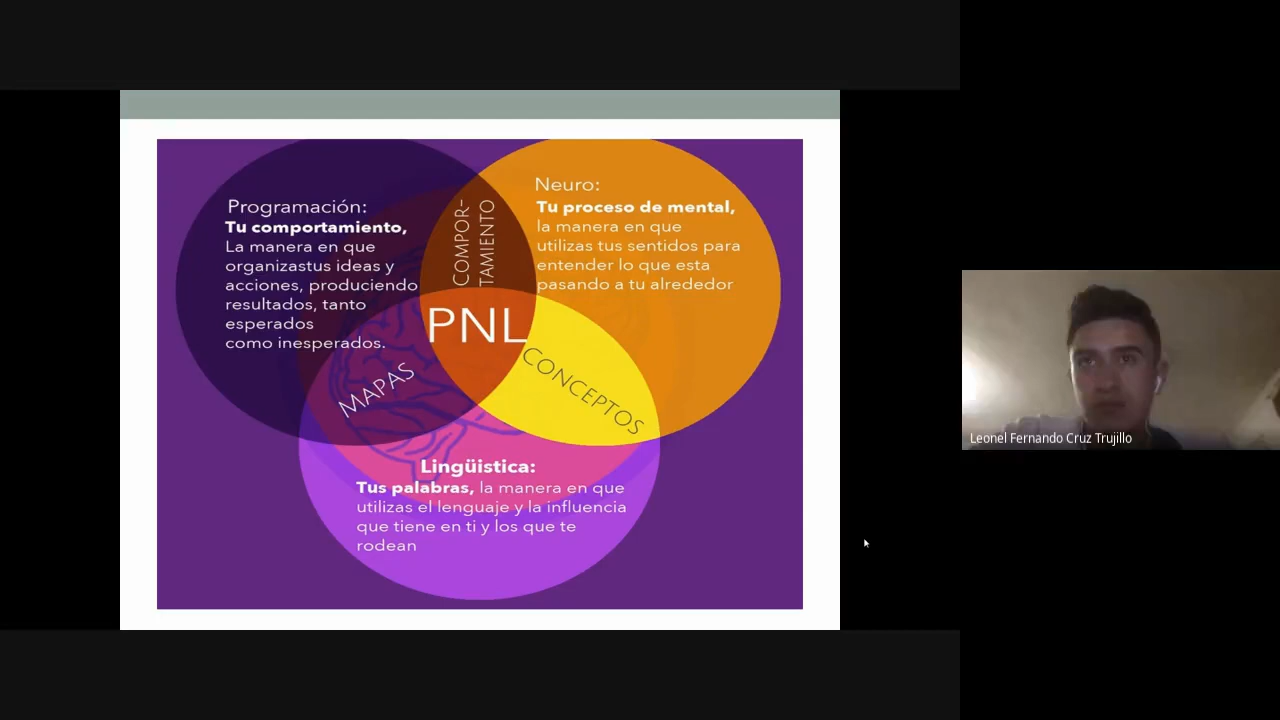 Programación:
Tu comportamiento,
La manera en que
organizastus ideas y
acciones, produciendo
resultados, tanto
esperados
como inesperados.
COMPOR-
TAMIENTO
Neuro:
Tu proceso de mental,
la manera en que
utilizas tus sentidos para
entender lo que esta
pasando a tu alrededor
PNL
MAPAS
CONCEPTOS
Lingüistica:
Tus palabras, la manera en que
utilizas el lenguaje y la influencia
que tiene en ti y los que te
rodean
Leonel Fernando Cruz Trujillo